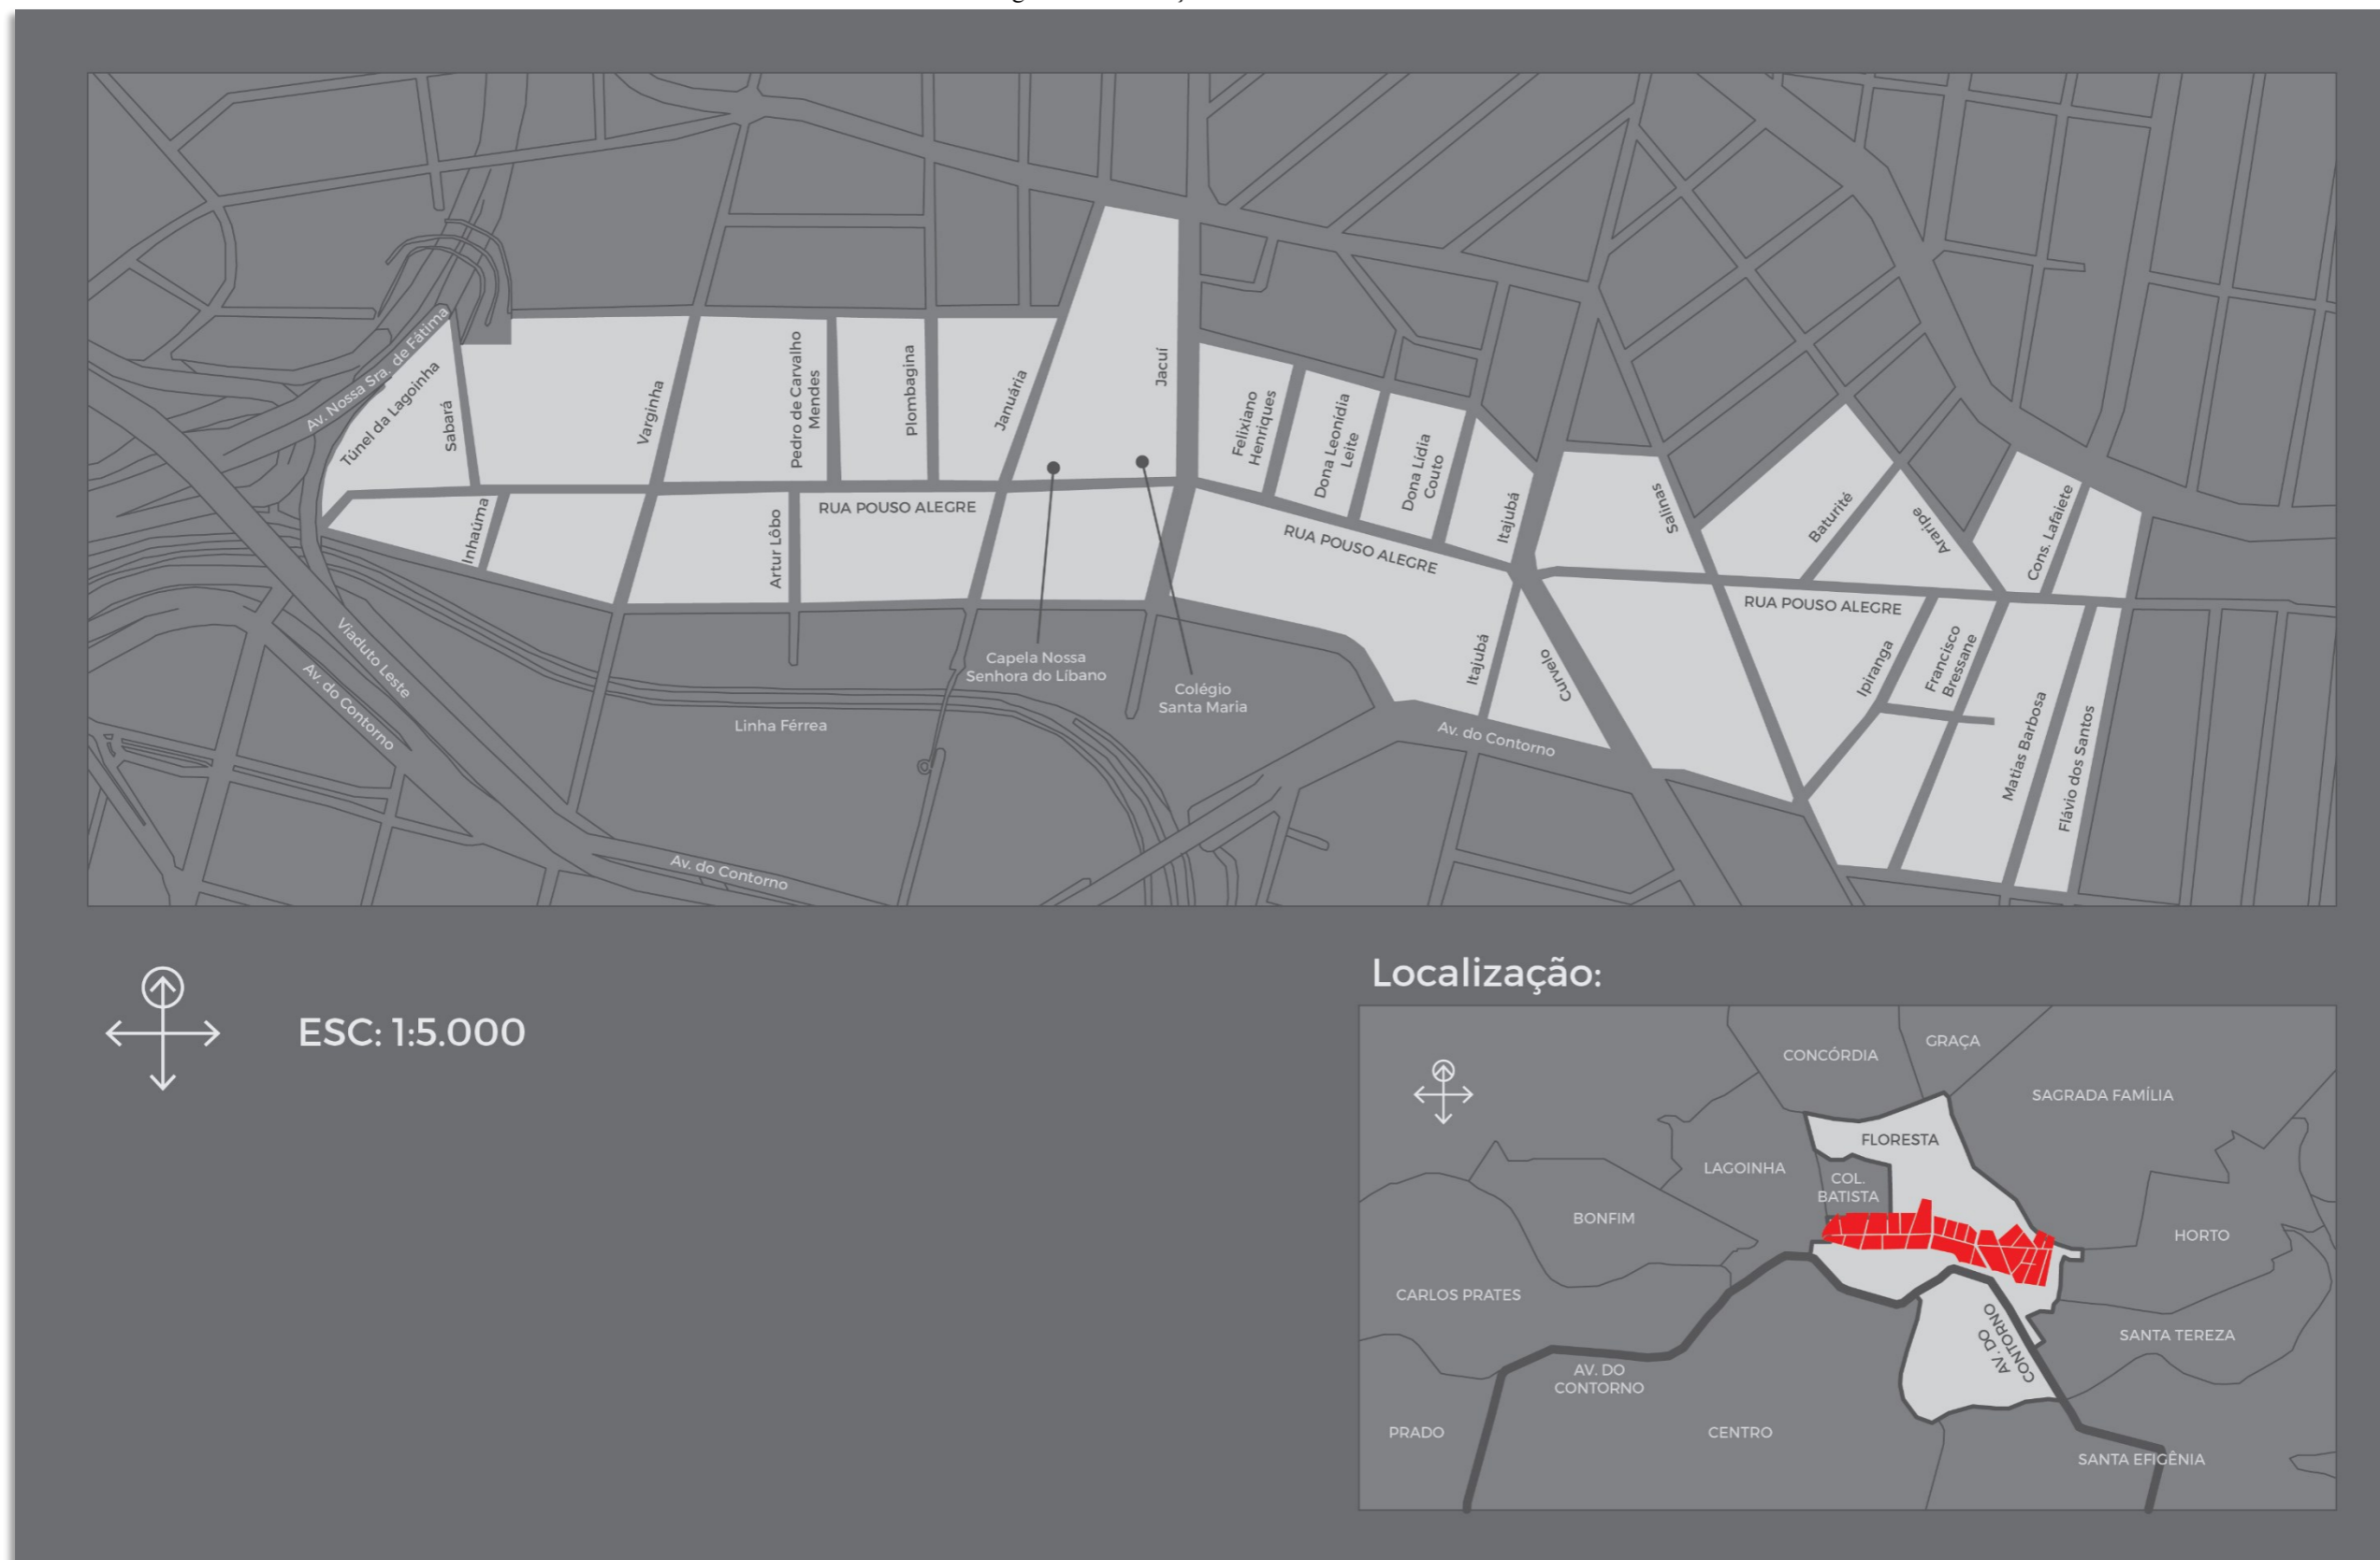 Av. Nossa Sra. de Fátima
Túnel da Lagoinha
Sabará
Varginha
Pedro de Carvalho
Mendes
Plombagina
Januária
Jacuí
Felixiano
Henriques
Dona Leonídia
Leite
Dona Lídia
Couto
Itajubá
Salinas
Baturité
Araripe
Cons. Lafaiete
Inhaúma
Artur Lôbo
RUA POUSO ALEGRE
RUA POUSO ALEGRE
RUA POUSO ALEGRE
Viaduto Leste
Av. do Contorno
Linha Férrea
Capela Nossa
Senhora do Líbano
Colégio
Santa Maria
Itajubá
Curvelo
Av. do Contorno
Ipiranga
Francisco
Bressane
Matias Barbosa
Flávio dos Santos
Av. do Contorno
ESC: 1:5.000
Localização:
CONCÓRDIA
GRAÇA
SAGRADA FAMÍLIA
FLORESTA
LAGOINHA
COL.
BATISTA
BONFIM
HORTO
CARLOS PRATES
AV. DO
CONTORNO
SANTA TEREZA
AV. DO
CONTORNO
PRADO
CENTRO
SANTA EFIGÊNIA